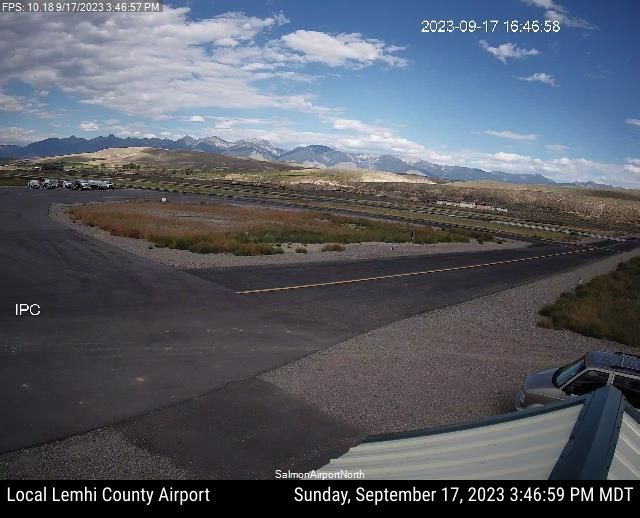 FPS: 10.18 9/17/2023 3:46:57 PM
2023-09-17 16:46:58
IPC
SalmonAirportNorth
Local Lemhi County Airport
Sunday, September 17, 2023 3:46:59 PM MDT